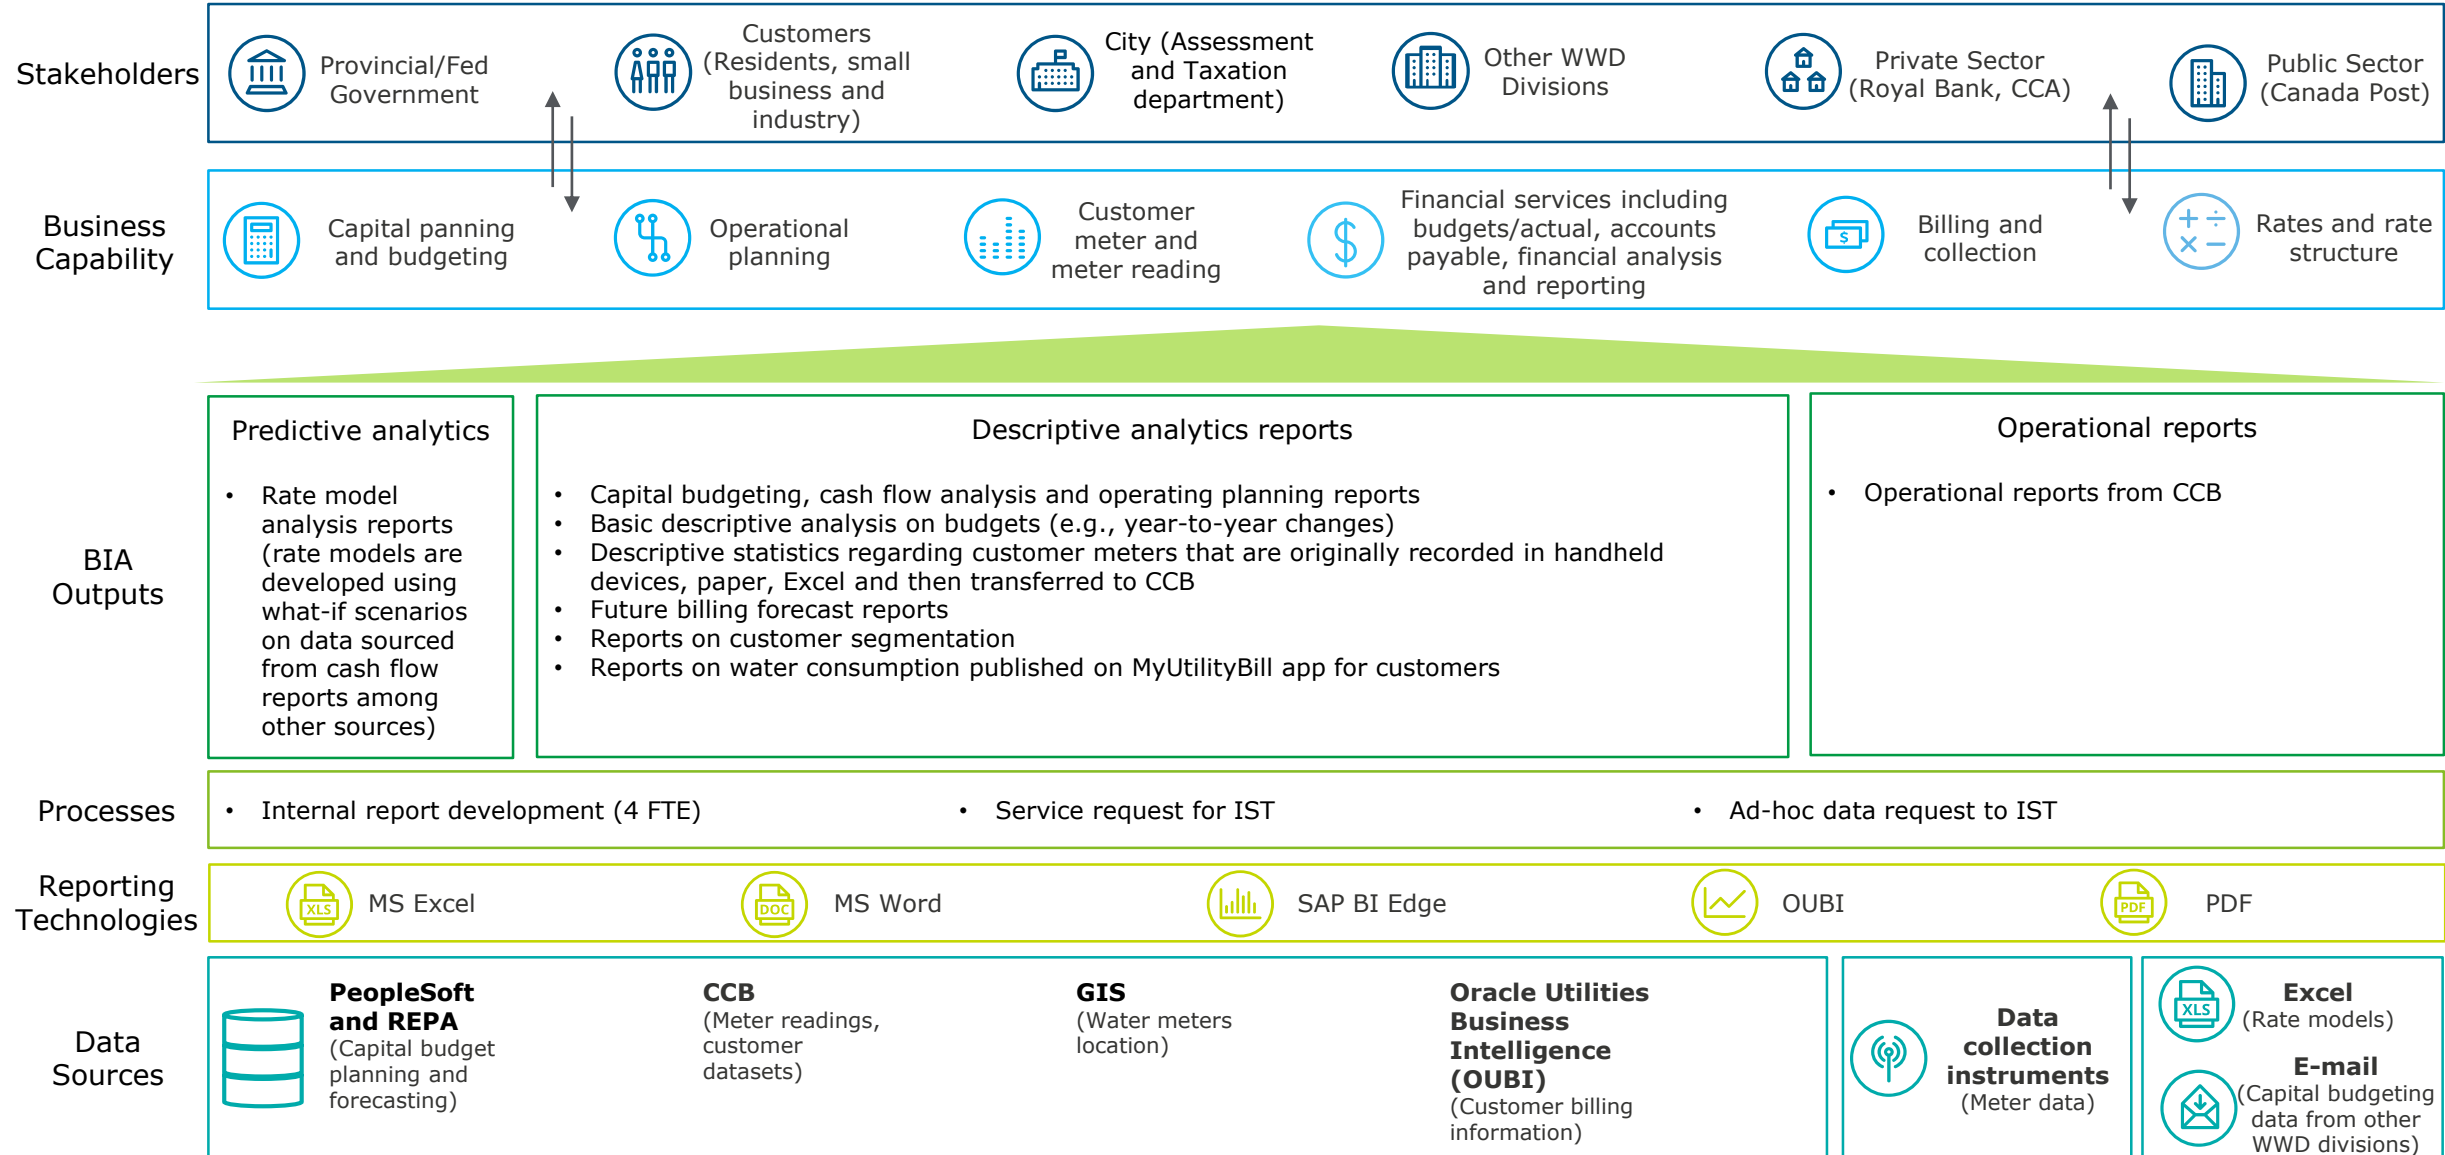 Stakeholders
Provincial/Fed
Government
Customers
(Residents, small
business and
industry)
City (Assessment
and Taxation
department)
Other WWD
Divisions
Private Sector
(Royal Bank, CCA)
Public Sector
(Canada Post)
Business
Capability
Capital panning
and budgeting
Operational
planning
Customer
meter and
meter reading
Financial services including
budgets/actual, accounts
payable, financial analysis
and reporting
$
$
Billing and
collection
Rates and rate
structure
BIA
Outputs
Predictive analytics
• Rate model
analysis reports
(rate models are
developed using
what-if scenarios
on data sourced
from cash flow
reports among
other sources)
Descriptive analytics reports
• Capital budgeting, cash flow analysis and operating planning reports
• Basic descriptive analysis on budgets (e.g., year-to-year changes)
• Descriptive statistics regarding customer meters that are originally recorded in handheld
devices, paper, Excel and then transferred to CCB
• Future billing forecast reports
• Reports on customer segmentation
• Reports on water consumption published on MyUtilityBill app for customers
Operational reports
• Operational reports from CCB
Processes
• Internal report development (4 FTE)
• Service request for IST
• Ad-hoc data request to IST
Reporting
Technologies
XLS
MS Excel
DOC
MS Word
SAP BI Edge
OUBI
PDF
PDF
Data
Sources
PeopleSoft
and REPA
(Capital budget
planning and
forecasting)
CCB
(Meter readings,
customer
datasets)
GIS
(Water meters
location)
Oracle Utilities
Business
Intelligence
(OUBI)
(Customer billing
information)
Data
collection
instruments
(Meter data)
XLS
Excel
(Rate models)
E-mail
(Capital budgeting
data from other
WWD divisions)